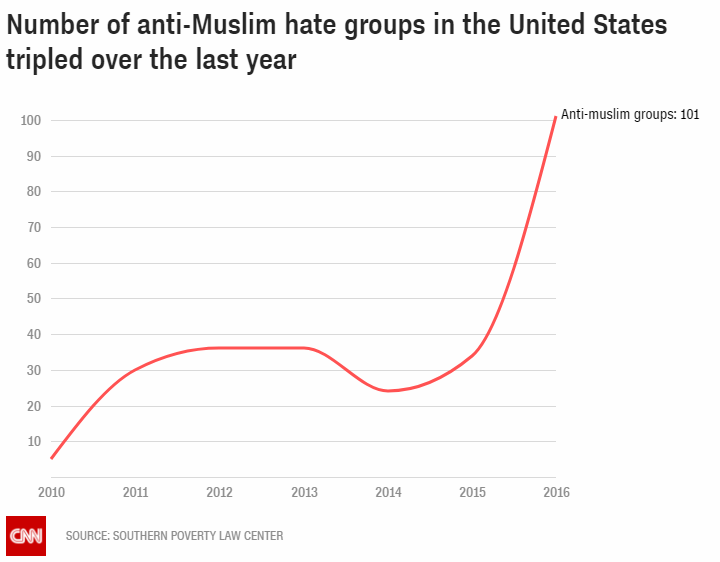 Number of anti-Muslim hate groups in the United States
tripled over the last year
Anti-muslim groups: 101
100
90
80
70
60
50
40
30
20
10
2010 2011 2012 2013 2014 2015 2016
CNN
SOURCE: SOUTHERN POVERTY LAW CENTER